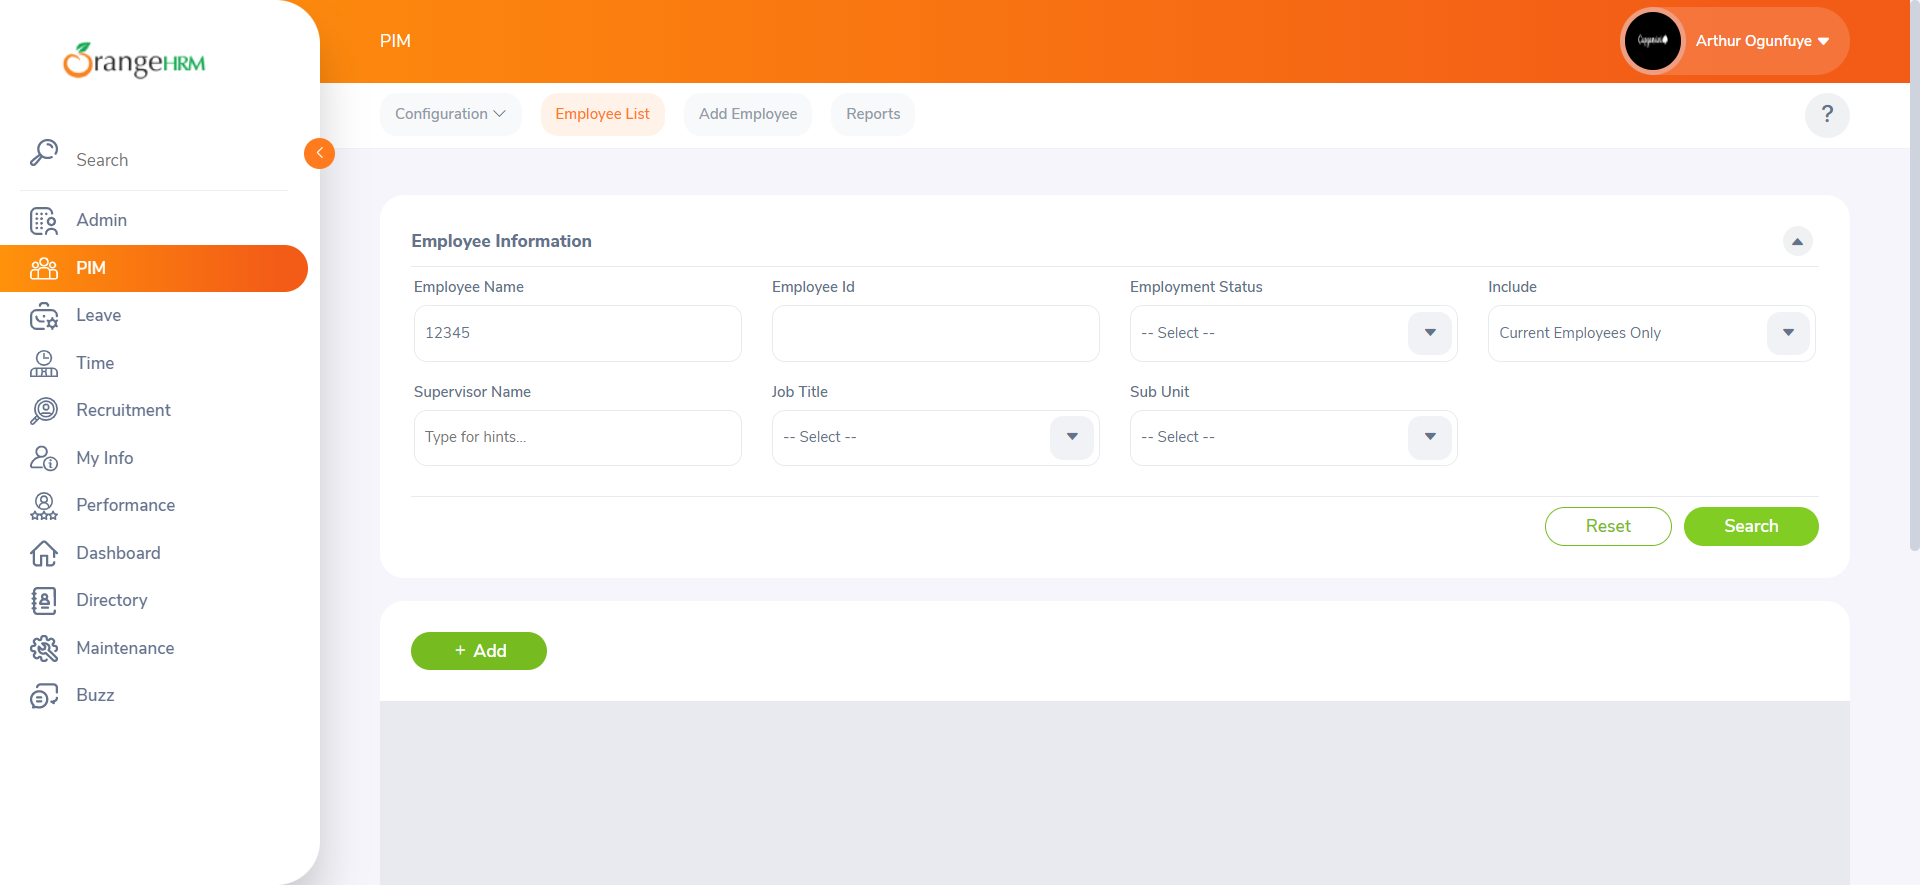 OrangeHRM
PIM
Arthur Ogunfuye
Configuration
Employee List
Add Employee
Reports
?
Search
Admin
PIM
Leave
Time
Recruitment
My Info
Performance
Dashboard
Directory
Maintenance
Buzz
Employee Information
Employee Name
Employee Id
Employment Status
Include
12345
-- Select --
Current Employees Only
Supervisor Name
Job Title
Sub Unit
Type for hints...
-- Select --
-- Select --
Reset
Search
+ Add